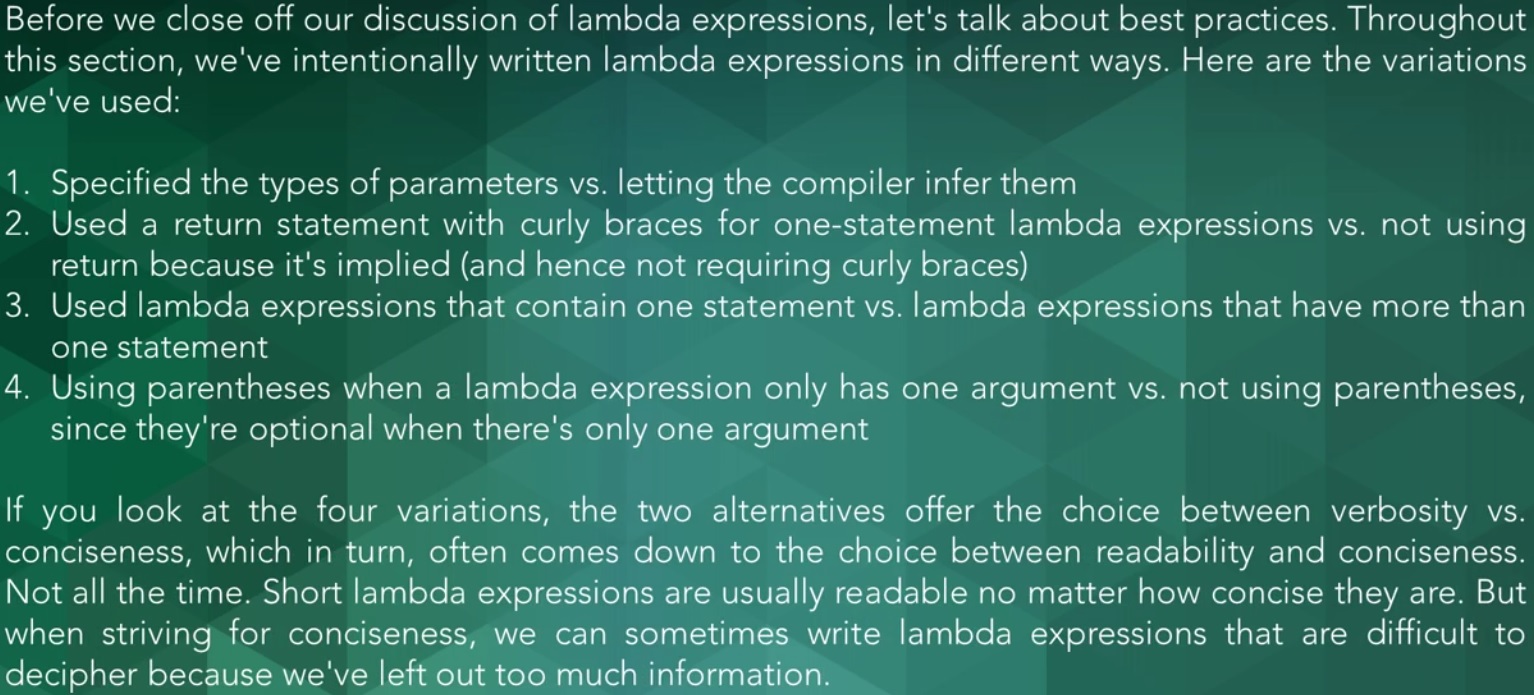 Before we close off our discussion of lambda expressions, let's talk about best practices. Throughout
this section, we've intentionally written lambda expressions in different ways. Here are the variations
we've used:
1. Specified the types of parameters vs. letting the compiler infer them
2. Used a return statement with curly braces for one-statement lambda expressions vs. not using
return because it's implied (and hence not requiring curly braces)
3. Used lambda expressions that contain one statement vs. lambda expressions that have more than
one statement
4. Using parentheses when a lambda expression only has one argument vs. not using parentheses,
since they're optional when there's only one argument
If you look at the four variations, the two alternatives offer the choice between verbosity vs.
conciseness, which in turn, often comes down to the choice between readability and conciseness.
Not all the time. Short lambda expressions are usually readable no matter how concise they are. But
when striving for conciseness, we can sometimes write lambda expressions that are difficult to
decipher because we've left out too much information.